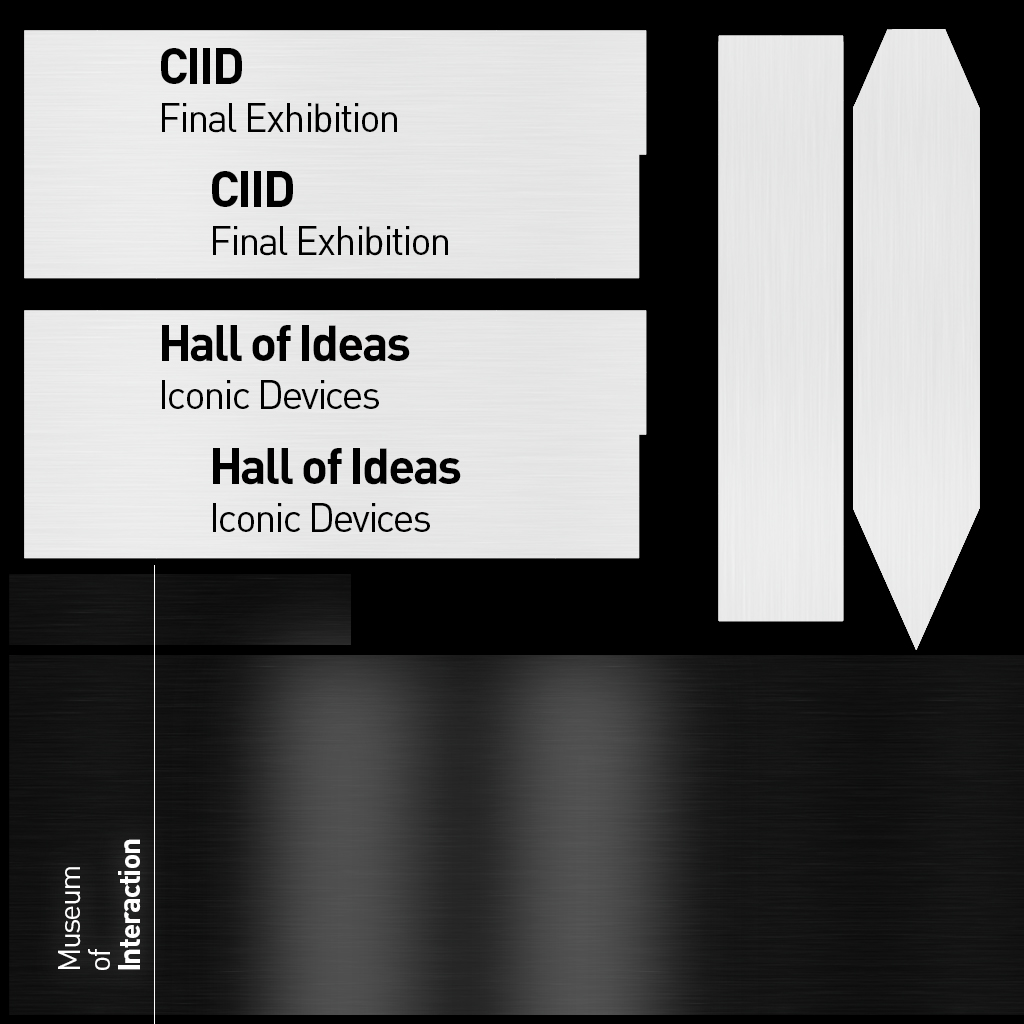 CIID
Final Exhibition
CIID
Final Exhibition
Hall of Ideas
Iconic Devices
Hall of Ideas
Iconic Devices
Museum
of
Interaction